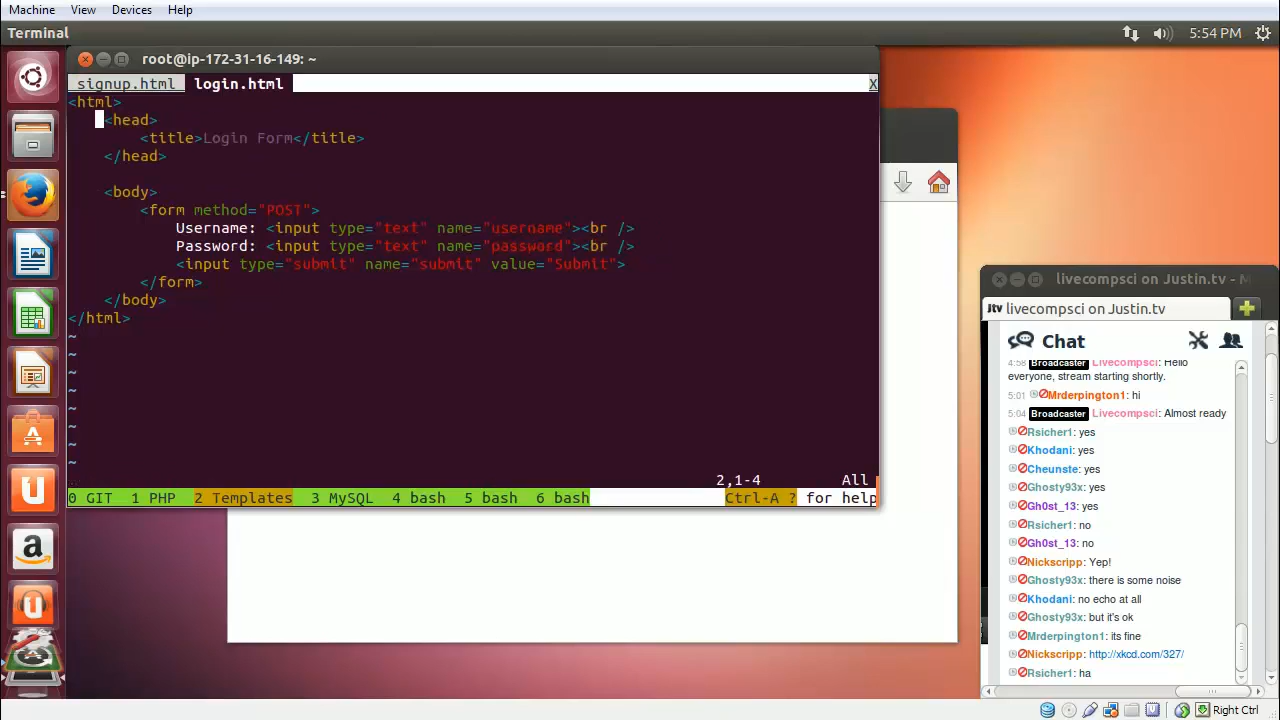 Machine View Devices Help
Terminal 5:54 PM
root@ip-172-31-16-149: ~
signup.html login.html X
<html>
<head>
<title>Login Form</title>
</head>
<body>
<form method="POST">
Username: <input type="text" name="username"><br />
Password: <input type="text" name="password"><br />
<input type="submit" name="submit" value="Submit">
</form>
</body>
</html>
~
~
~
~
~
~
~
~
2,1-4 All
0 GIT 1 PHP 2 Templates 3 MySQL 4 bash 5 bash 6 bash Ctrl-A ? for help
livecompsci on Justin.tv -
Jtv livecompsci on Justin.tv
Chat
4:58 Broadcaster Livecompsci: Hello
everyone, stream starting shortly.
5:01 Mrderpington1: hi
5:04 Broadcaster Livecompsci: Almost ready
Rsicher1: yes
Khodani: yes
Cheunste: yes
Ghosty93x: yes
Gh0st_13: yes
Rsicher1: no
Gh0st_13: no
Nickscripp: Yep!
Ghosty93x: there is some noise
Khodani: no echo at all
Ghosty93x: but it's ok
Mrderpington1: its fine
Nickscripp: http://xkcd.com/327/
Rsicher1: ha
Right Ctrl